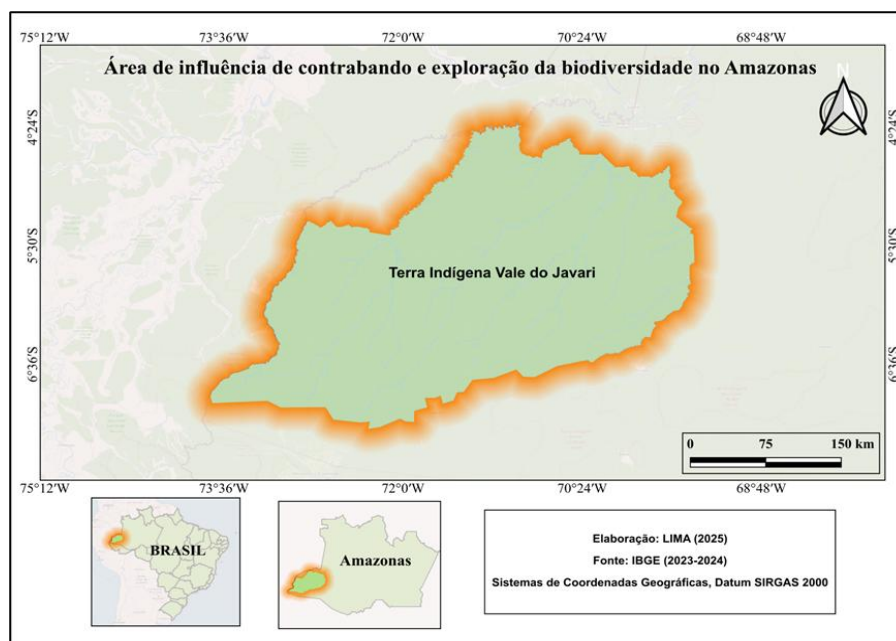 75°12'W 73°36'W 72°0'W 70°24'W 68°48'W
Área de influência de contrabando e exploração da biodiversidade no Amazonas
N
4°24'S 4°24'S
5°30'S 5°30'S
Terra Indígena Vale do Javari
6°36'S 6°36'S
0 75 150 km
75°12'W 73°36'W 72°0'W 70°24'W 68°48'W
BRASIL
Amazonas
Elaboração: LIMA (2025)
Fonte: IBGE (2023-2024)
Sistemas de Coordenadas Geográficas, Datum SIRGAS 2000